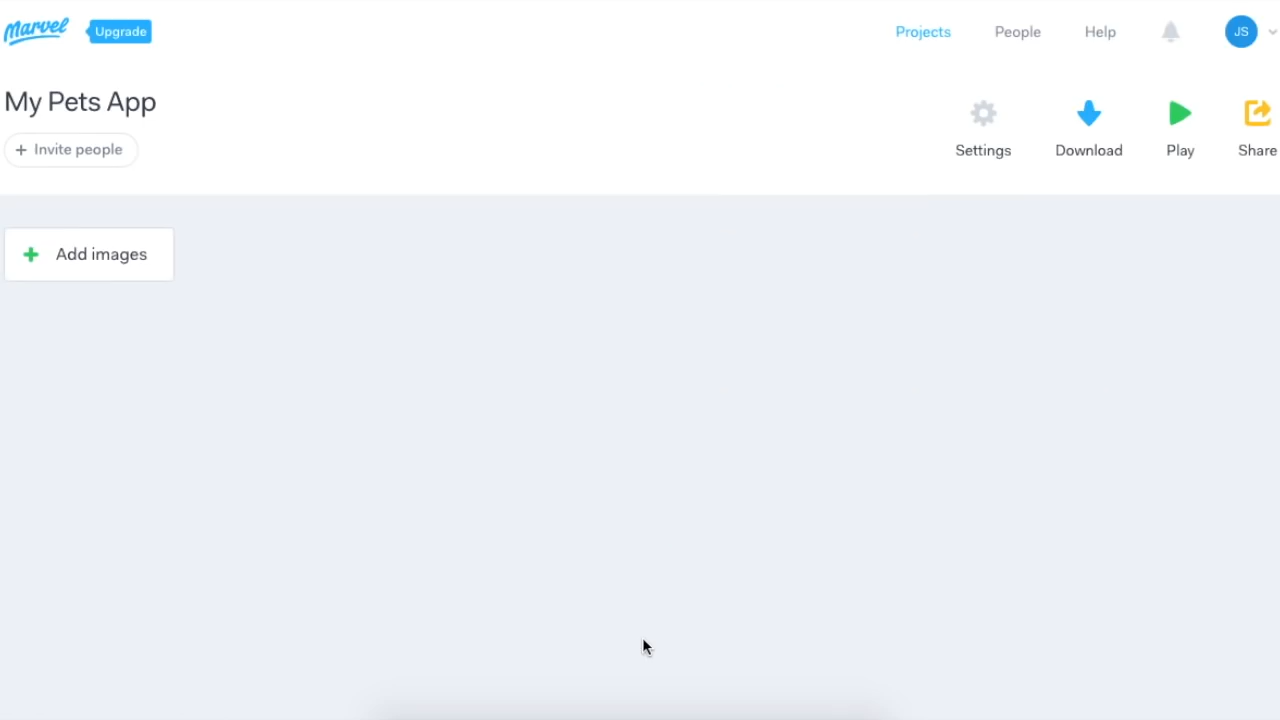 Marvel
Upgrade
Projects
People
Help
JS
My Pets App
+ Invite people
Settings
Download
Play
Share
+ Add images